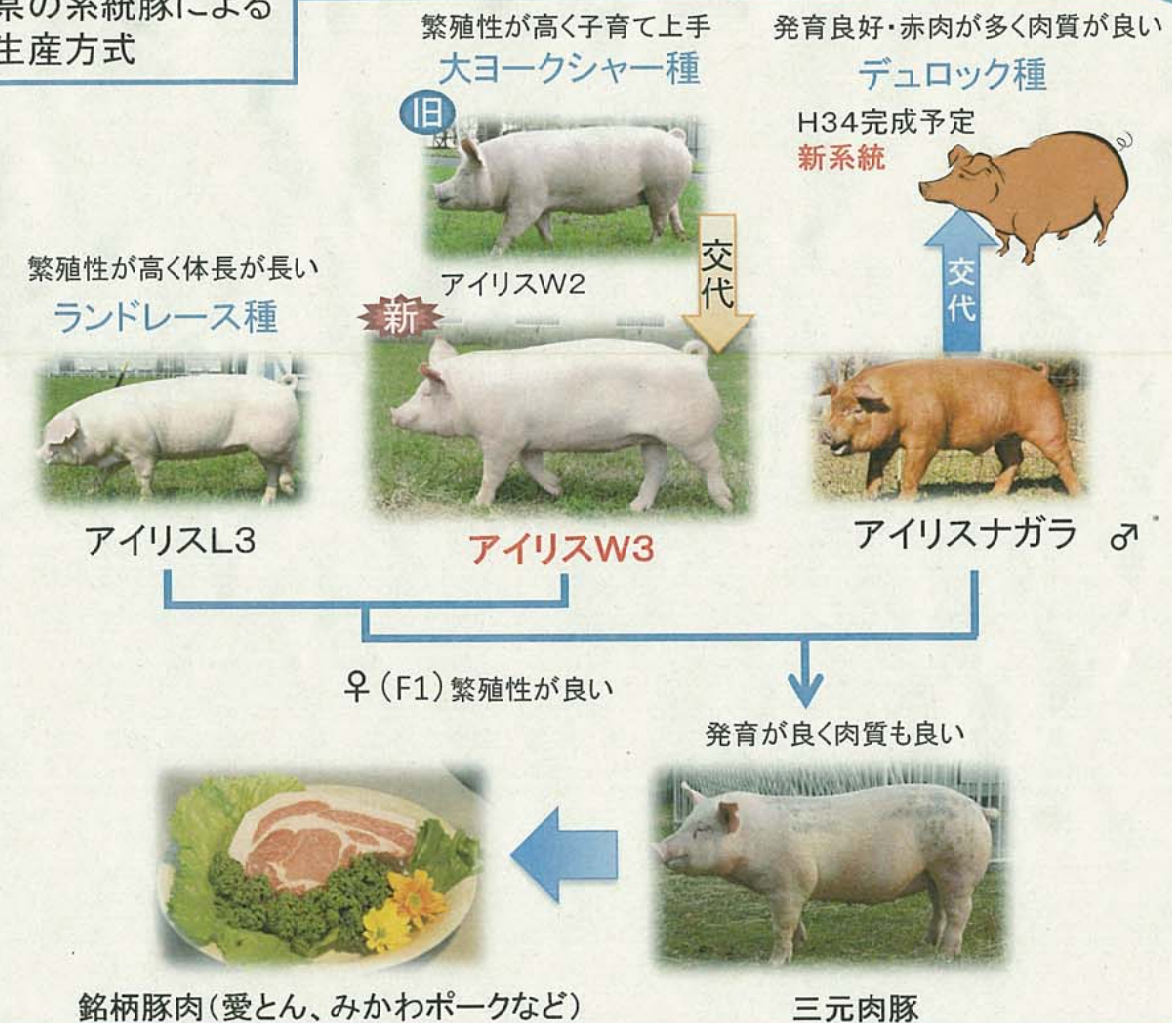 県の系統豚による
生産方式
繁殖性が高く子育て上手
大ヨークシャー種
旧
アイリスW2
交代
発育良好・赤肉が多く肉質が良い
デュロック種
H34完成予定
新系統
交代
繁殖性が高く体長が長い
ランドレース種
アイリスL3
新
アイリスW3
アイリスナガラ ♂
♀(F1)繁殖性が良い
発育が良く肉質も良い
銘柄豚肉(愛とん、みかわポークなど)
三元肉豚